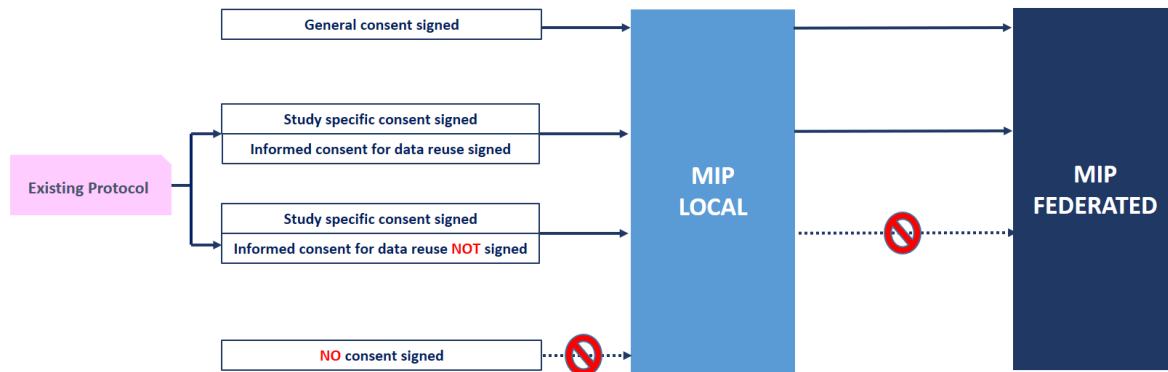 General consent signed
Study specific consent signed
Informed consent for data reuse signed
Existing Protocol
Study specific consent signed
Informed consent for data reuse NOT signed
NO consent signed
MIP
LOCAL
MIP
FEDERATED